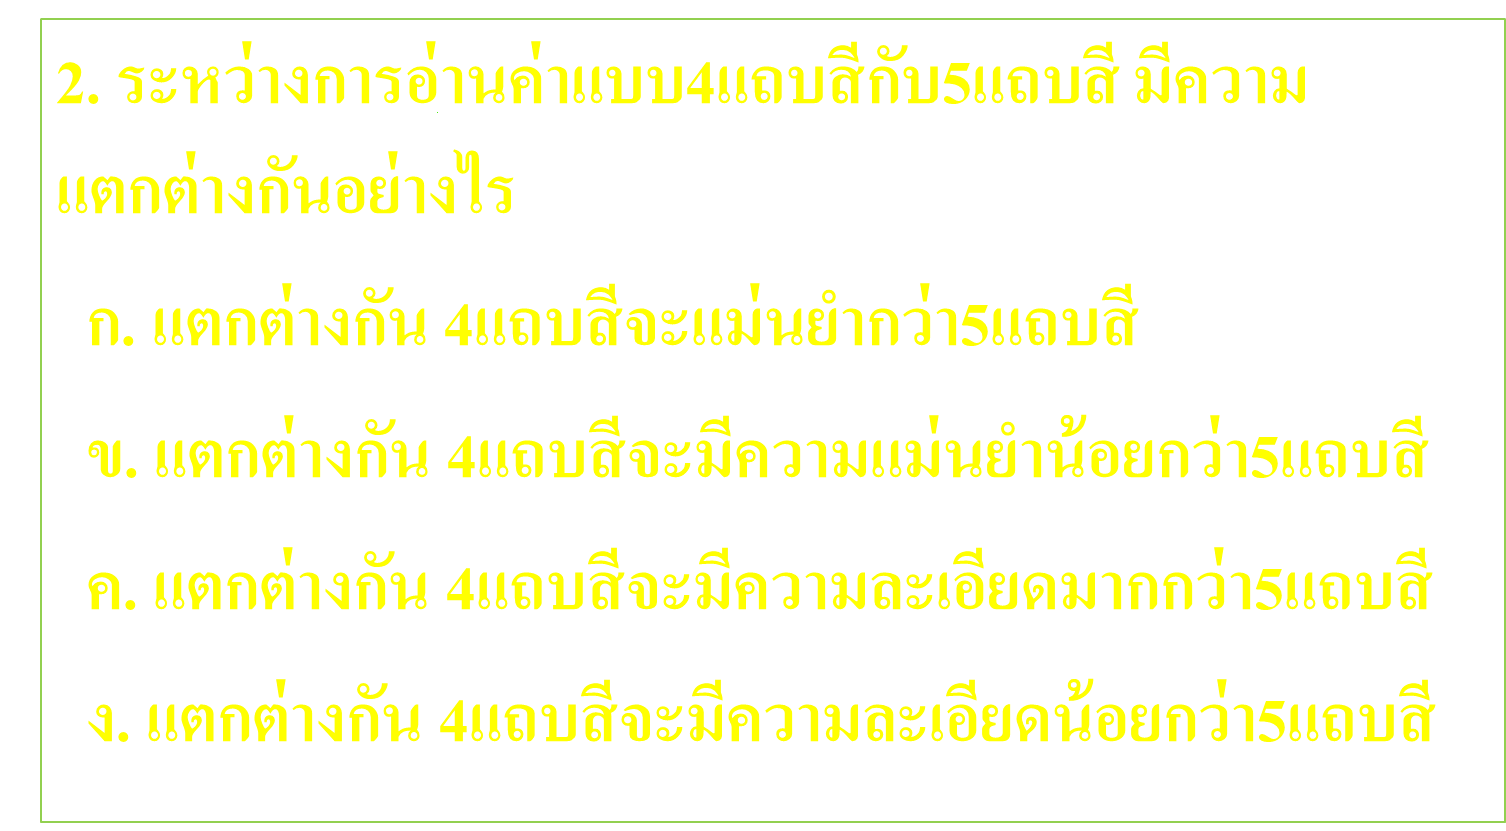 2. ระหว่างการอ่านค่าแบบ4แถบสีกับ5แถบสี มีความ
แตกต่างกันอย่างไร
ก. แตกต่างกัน 4แถบสีจะแม่นยำกว่า5แถบสี
ข. แตกต่างกัน 4แถบสีจะมีความแม่นยำน้อยกว่า5แถบสี
ค. แตกต่างกัน 4แถบสีจะมีความละเอียดมากกว่า5แถบสี
ง. แตกต่างกัน 4แถบสีจะมีความละเอียดน้อยกว่า5แถบสี